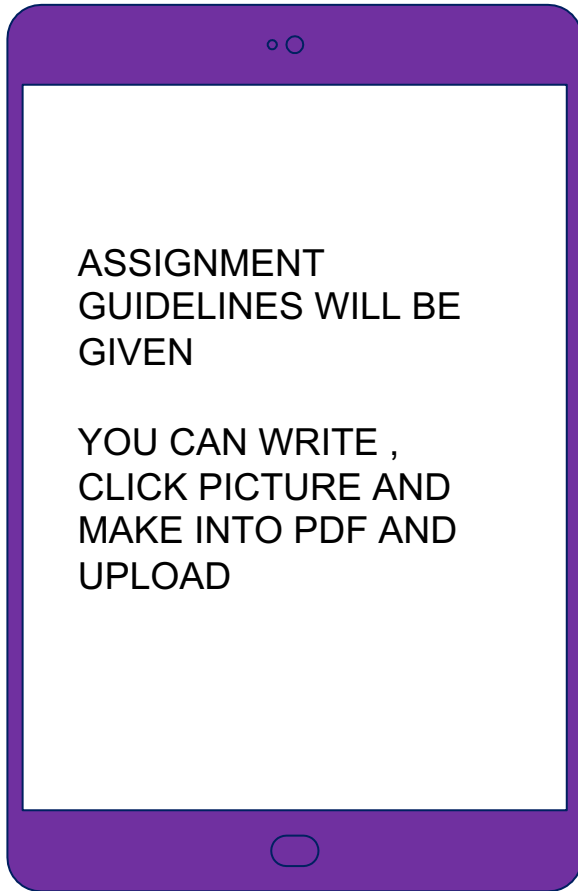 ASSIGNMENT
GUIDELINES WILL BE
GIVEN
YOU CAN WRITE ,
CLICK PICTURE AND
MAKE INTO PDF AND
UPLOAD